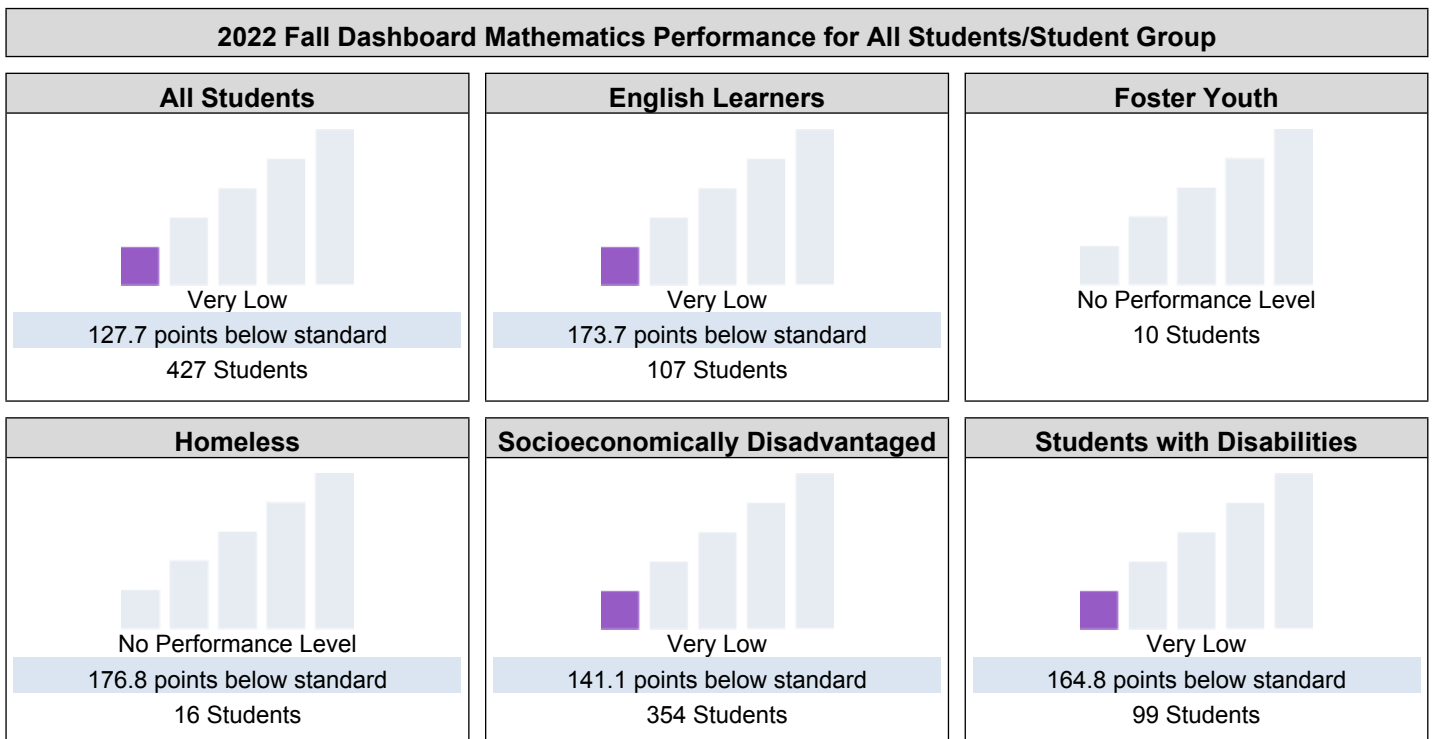 2022 Fall Dashboard Mathematics Performance for All Students/Student Group
All Students
Very Low
127.7 points below standard
427 Students
English Learners
Very Low
173.7 points below standard
107 Students
Foster Youth
No Performance Level
10 Students
Homeless
No Performance Level
176.8 points below standard
16 Students
Socioeconomically Disadvantaged
Very Low
141.1 points below standard
354 Students
Students with Disabilities
Very Low
164.8 points below standard
99 Students